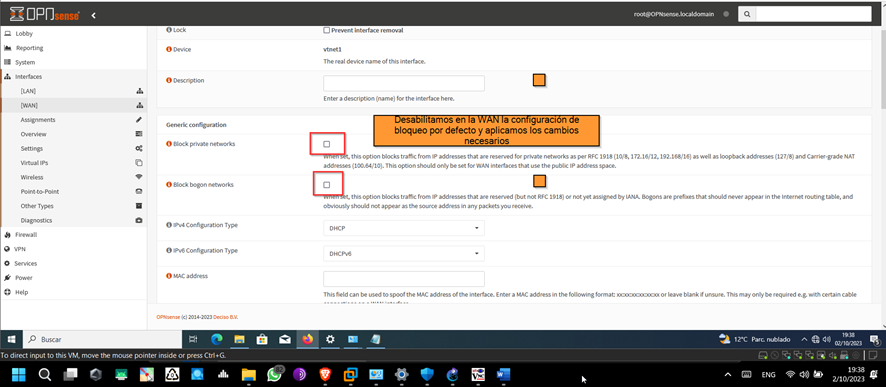 OPNsense
root@OPNsense.localdomain
Lobby
Reporting
System
Interfaces
[LAN]
[WAN]
Assignments
Overview
Settings
Virtual IPs
Wireless
Point-to-Point
Other Types
Diagnostics
Firewall
VPN
Services
Power
Help
Lock
Prevent interface removal
Device
vtnet1
The real device name of this interface.
Description
Enter a description (name) for the interface here.
Generic configuration
Desabilitamos en la WAN la configuración de
bloqueo por defecto y aplicamos los cambios
necesarios
Block private networks
When set, this option blocks traffic from IP addresses that are reserved for private networks as per RFC 1918 (10/8, 172.16/12, 192.168/16) as well as loopback addresses (127/8) and Carrier-grade NAT
addresses (100.64/10). This option should only be set for WAN interfaces that use the public IP address space.
Block bogon networks
When set, this option blocks traffic from IP addresses that are reserved (but not RFC 1918) or not yet assigned by IANA. Bogons are prefixes that should never appear in the Internet routing table, and
obviously should not appear as the source address in any packets you receive.
IPv4 Configuration Type
DHCP
IPv6 Configuration Type
DHCPv6
MAC address
This field can be used to spoof the MAC address of the interface. Enter a MAC address in the following format: xx:xx:xx:xx:xx:xx or leave blank if unsure. This may only be required e.g. with certain cable
OPNsense (c) 2014-2023 Deciso B.V.
Buscar
12°C Parc. nublado
19:38
02/10/2023
To direct input to this VM, move the mouse pointer inside or press Ctrl+G.
ENG
19:38
2/10/2023